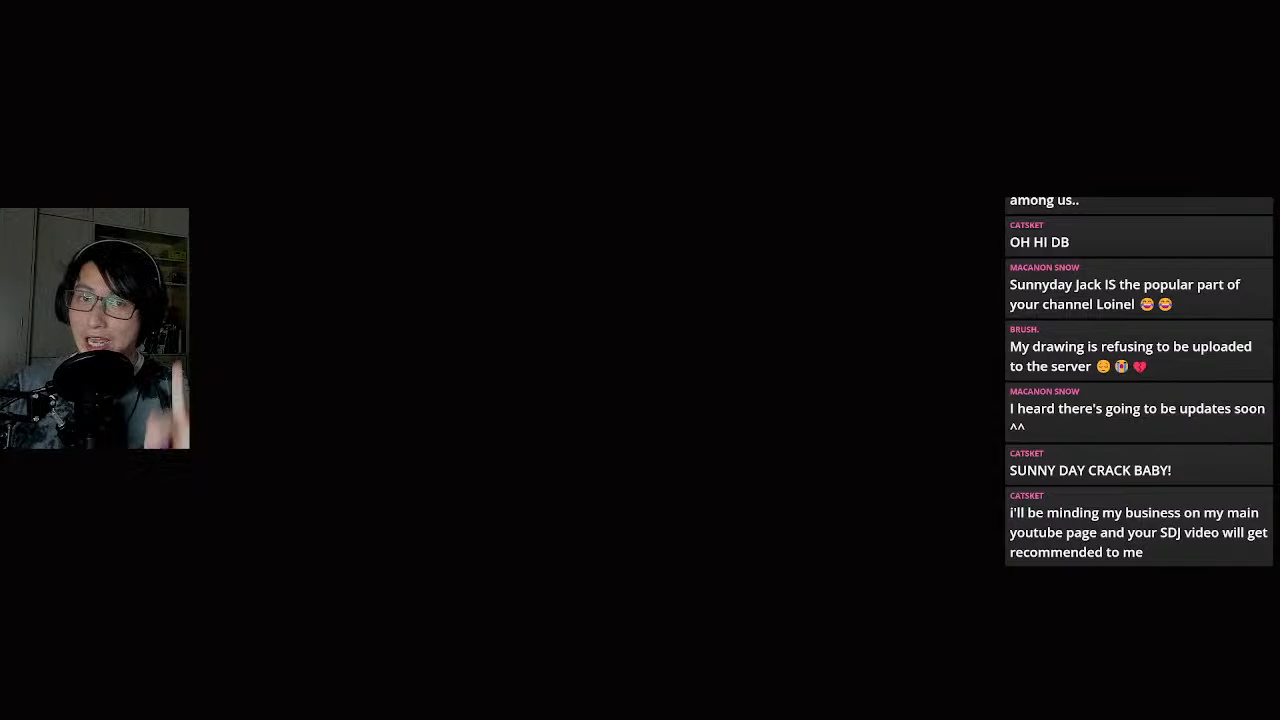 among us..
CATSKET
OH HI DB
MACANON SNOW
Sunnyday Jack IS the popular part of
your channel Loinel 😂 😂
BRUSH.
My drawing is refusing to be uploaded
to the server 😔 😭 💔
MACANON SNOW
I heard there's going to be updates soon
^^
CATSKET
SUNNY DAY CRACK BABY!
CATSKET
i'll be minding my business on my main
youtube page and your SDJ video will get
recommended to me